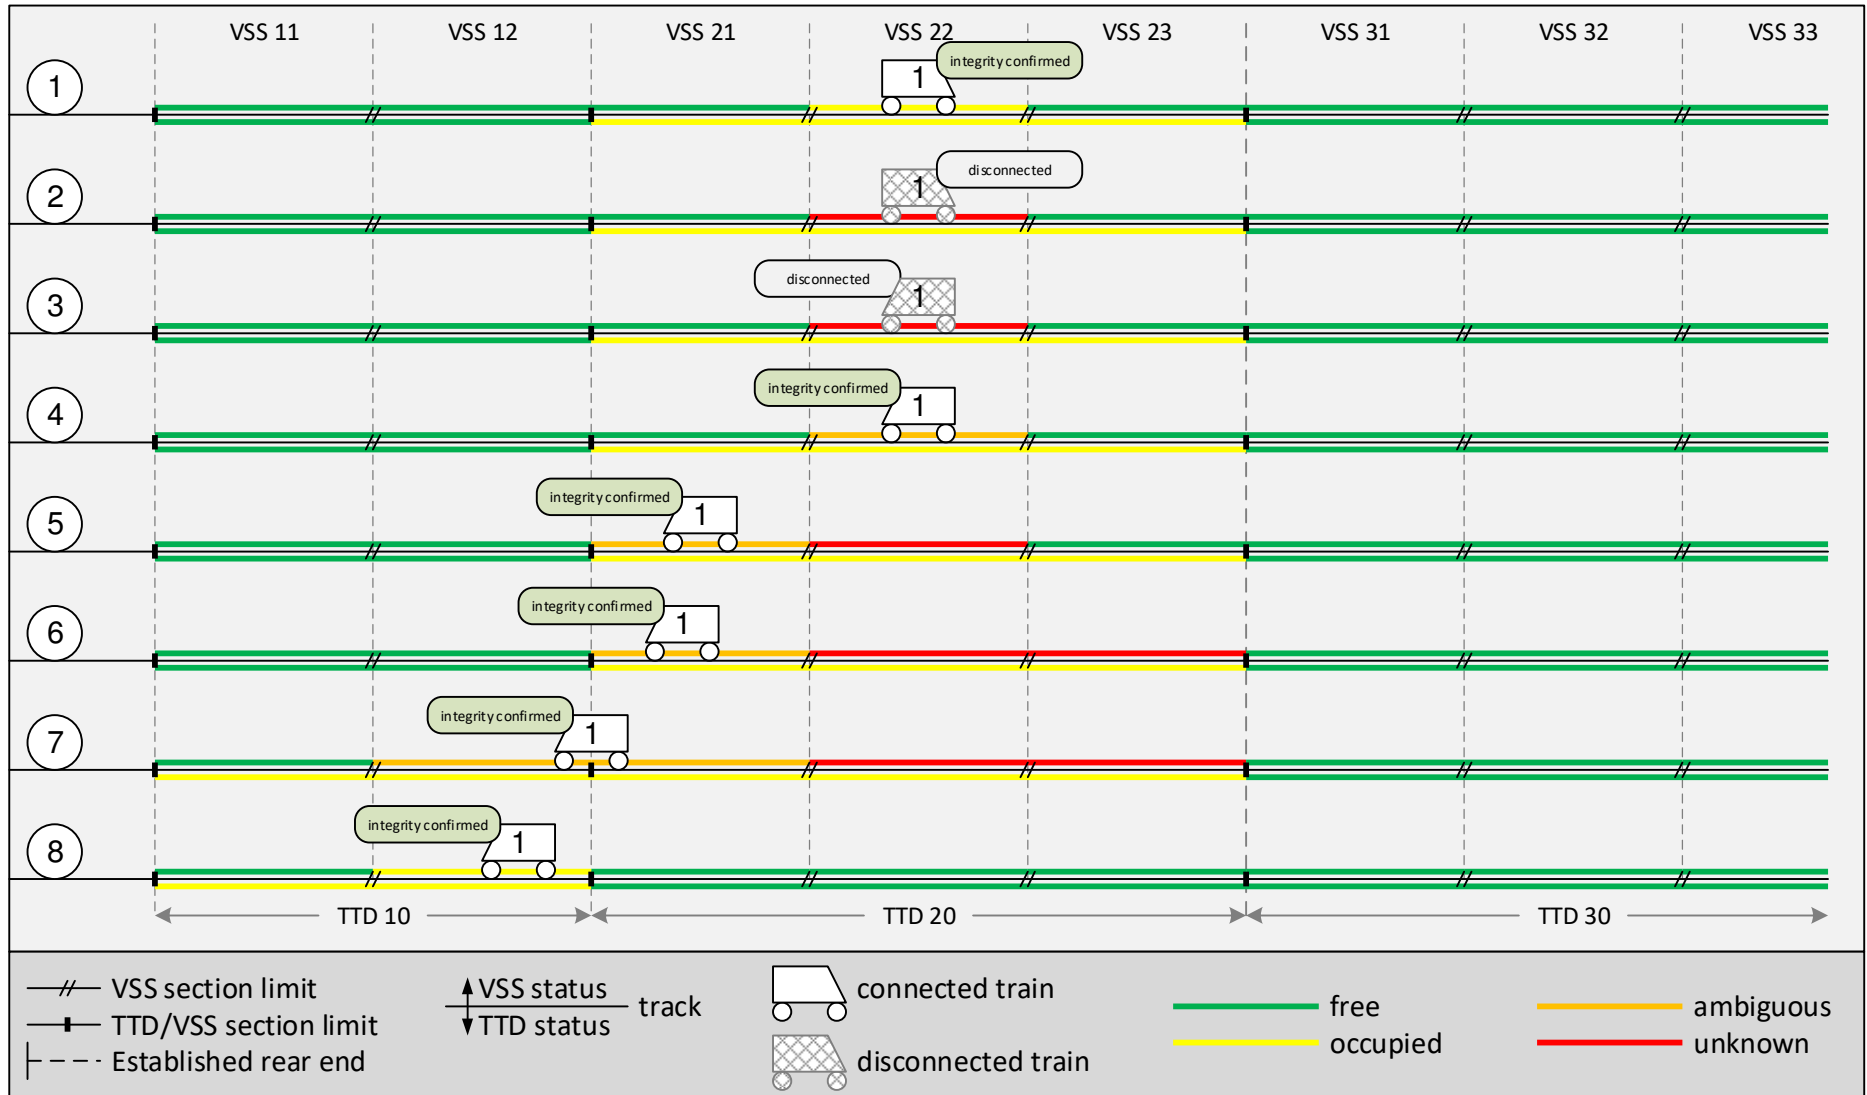 VSS 11 VSS 12 VSS 21 VSS 22 VSS 23 VSS 31 VSS 32 VSS 33
1 1 integrity confirmed
2 1 disconnected
3 disconnected 1
4 integrity confirmed 1
5 integrity confirmed 1
6 integrity confirmed 1
7 integrity confirmed 1
8 integrity confirmed 1
TTD 10 TTD 20 TTD 30
VSS section limit VSS status track connected train free ambiguous
TTD/VSS section limit TTD status occupied unknown
Established rear end disconnected train